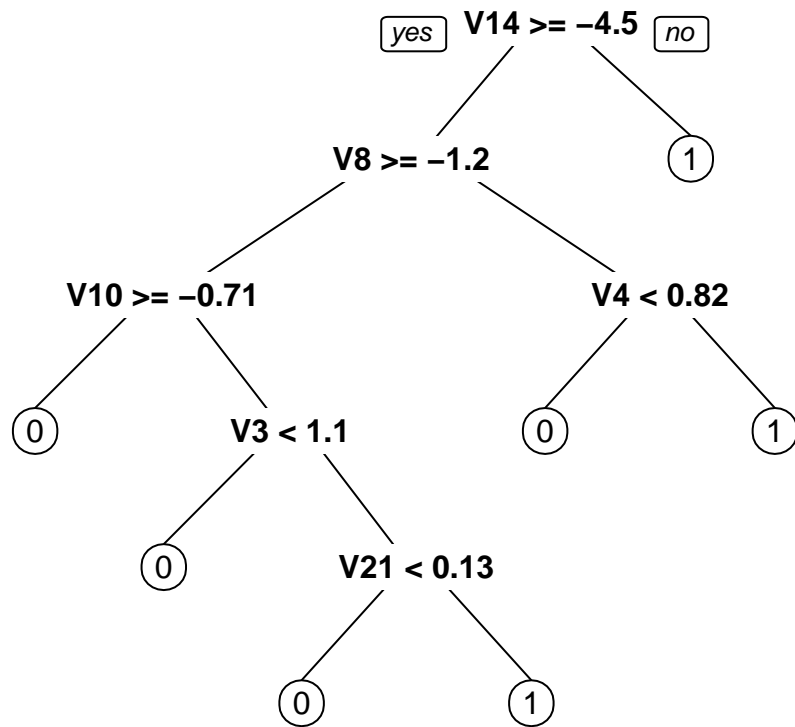 yes V14 >= −4.5 no
V8 >= −1.2 1
V10 >= −0.71 V4 < 0.82
0 V3 < 1.1 0 1
0 V21 < 0.13
0 1